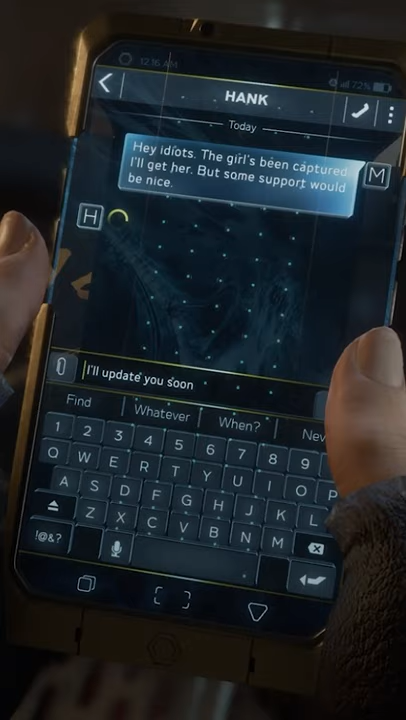 12.16 AM
72%
HANK
Today
Hey idiots. The girl's been captured.
I'll get her. But some support would
be nice.
M
H
I'll update you soon
Find Whatever When?
1 2 3 4 5 6 7 8 9
Q W E R T Y U I O P
A S D F G H J K L
Z X C V B N M
!@&?